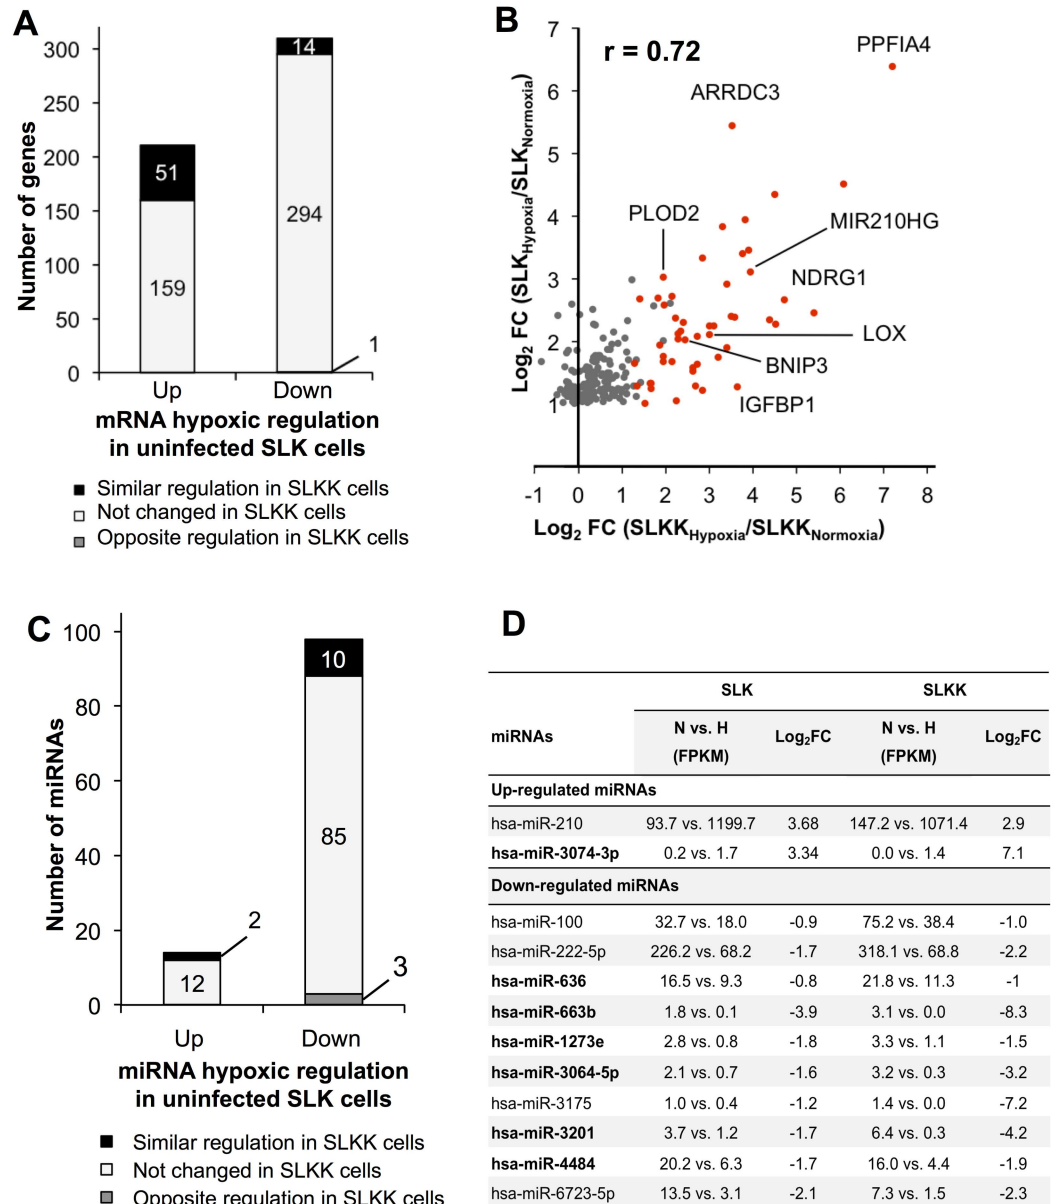 A
300
250
200
150
100
50
0
Number of genes
14
51
294
159
1
Up Down
mRNA hypoxic regulation
in uninfected SLK cells
Similar regulation in SLKK cells
Not changed in SLKK cells
Opposite regulation in SLKK cells
B
7
6
5
4
3
2
1
Log2 FC (SLKHypoxia/SLKNormoxia)
r = 0.72
PPFIA4
ARRDC3
PLOD2
MIR210HG
NDRG1
LOX
BNIP3
IGFBP1
-1 0 1 2 3 4 5 6 7 8
Log2 FC (SLKKHypoxia/SLKKNormoxia)
C
100
80
60
40
20
0
Number of miRNAs
10
85
2
12
3
Up Down
miRNA hypoxic regulation
in uninfected SLK cells
Similar regulation in SLKK cells
Not changed in SLKK cells
Opposite regulation in SLKK cells
D
SLK SLKK
miRNAs N vs. H (FPKM) Log2FC N vs. H (FPKM) Log2FC
Up-regulated miRNAs
hsa-miR-210 93.7 vs. 1199.7 3.68 147.2 vs. 1071.4 2.9
hsa-miR-3074-3p 0.2 vs. 1.7 3.34 0.0 vs. 1.4 7.1
Down-regulated miRNAs
hsa-miR-100 32.7 vs. 18.0 -0.9 75.2 vs. 38.4 -1.0
hsa-miR-222-5p 226.2 vs. 68.2 -1.7 318.1 vs. 68.8 -2.2
hsa-miR-636 16.5 vs. 9.3 -0.8 21.8 vs. 11.3 -1
hsa-miR-663b 1.8 vs. 0.1 -3.9 3.1 vs. 0.0 -8.3
hsa-miR-1273e 2.8 vs. 0.8 -1.8 3.3 vs. 1.1 -1.5
hsa-miR-3064-5p 2.1 vs. 0.7 -1.6 3.2 vs. 0.3 -3.2
hsa-miR-3175 1.0 vs. 0.4 -1.2 1.4 vs. 0.0 -7.2
hsa-miR-3201 3.7 vs. 1.2 -1.7 6.4 vs. 0.3 -4.2
hsa-miR-4484 20.2 vs. 6.3 -1.7 16.0 vs. 4.4 -1.9
hsa-miR-6723-5p 13.5 vs. 3.1 -2.1 7.3 vs. 1.5 -2.3